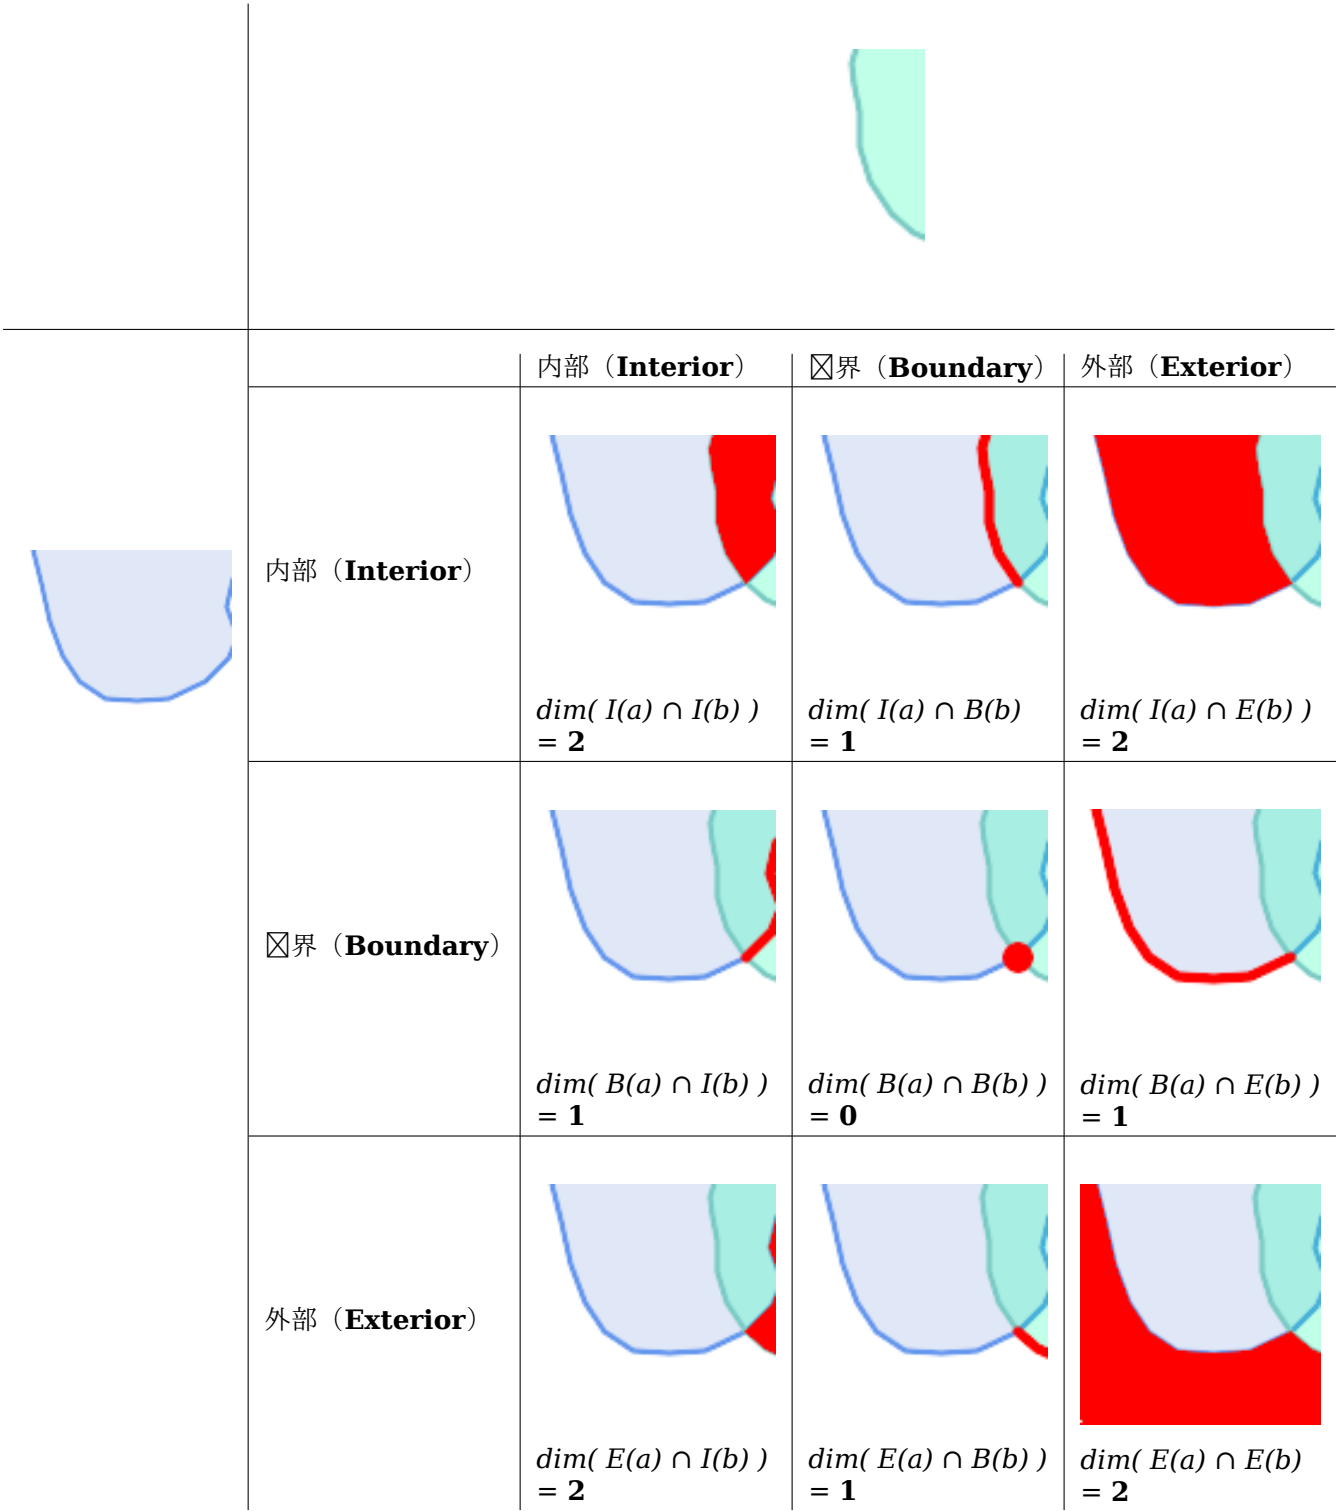 内部（Interior）
界（Boundary）
外部（Exterior）
内部（Interior）
dim( I(a) ∩ I(b) )
= 2
dim( I(a) ∩ B(b)
= 1
dim( I(a) ∩ E(b) )
= 2
界（Boundary）
dim( B(a) ∩ I(b) )
= 1
dim( B(a) ∩ B(b) )
= 0
dim( B(a) ∩ E(b) )
= 1
外部（Exterior）
dim( E(a) ∩ I(b) )
= 2
dim( E(a) ∩ B(b) )
= 1
dim( E(a) ∩ E(b)
= 2